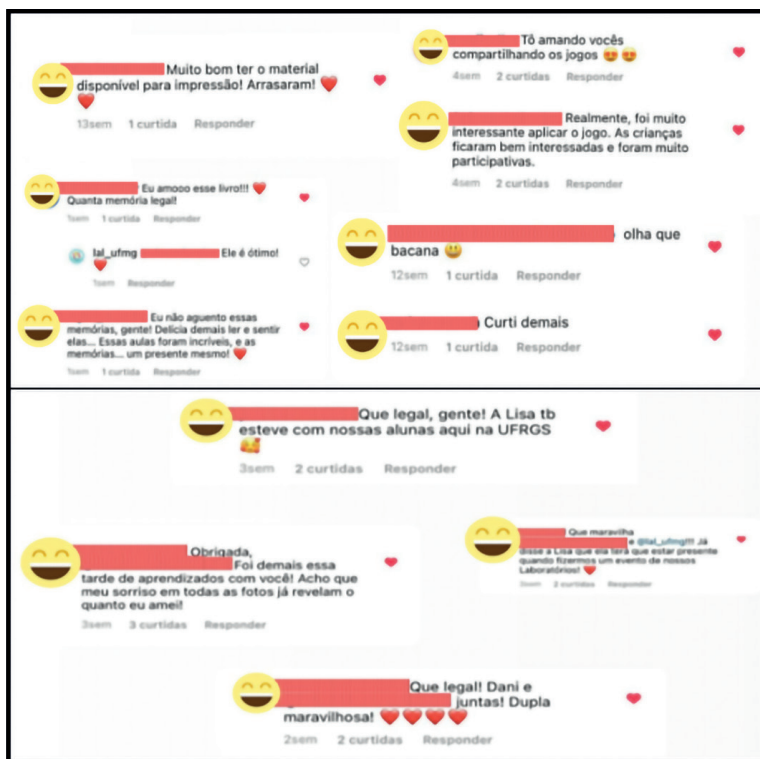 Muito bom ter o material
disponível para impressão! Arrasaram! ❤️
❤️
13sem 1 curtida Responder
Eu amooo esse livro!!! ❤️
Quanta memória legal!
1sem 1 curtida Responder
lal_ufmg Ele é ótimo!
❤️
1sem Responder
Eu não aguento essas
memórias, gente! Delícia demais ler e sentir
elas... Essas aulas foram incríveis, e as
memórias... um presente mesmo! ❤️
1sem 1 curtida Responder
Tô amando vocês
compartilhando os jogos 😍 😍
4sem 2 curtidas Responder
Realmente, foi muito
interessante aplicar o jogo. As crianças
ficaram bem interessadas e foram muito
participativas.
4sem 2 curtidas Responder
olha que
bacana 😃
12sem 1 curtida Responder
Curti demais
12sem 1 curtida Responder
Que legal, gente! A Lisa tb
esteve com nossas alunas aqui na UFRGS
🥰
3sem 2 curtidas Responder
Obrigada,
Foi demais essa
tarde de aprendizados com você! Acho que
meu sorriso em todas as fotos já revelam o
quanto eu amei!
3sem 3 curtidas Responder
Que maravilha
e @lal_ufmg!!! Já
disse a Lisa que ela terá que estar presente
quando fizermos um evento de nossos
Laboratórios! ❤️
3sem 2 curtidas Responder
Que legal! Dani e
juntas! Dupla
maravilhosa! ❤️❤️❤️❤️
2sem 2 curtidas Responder